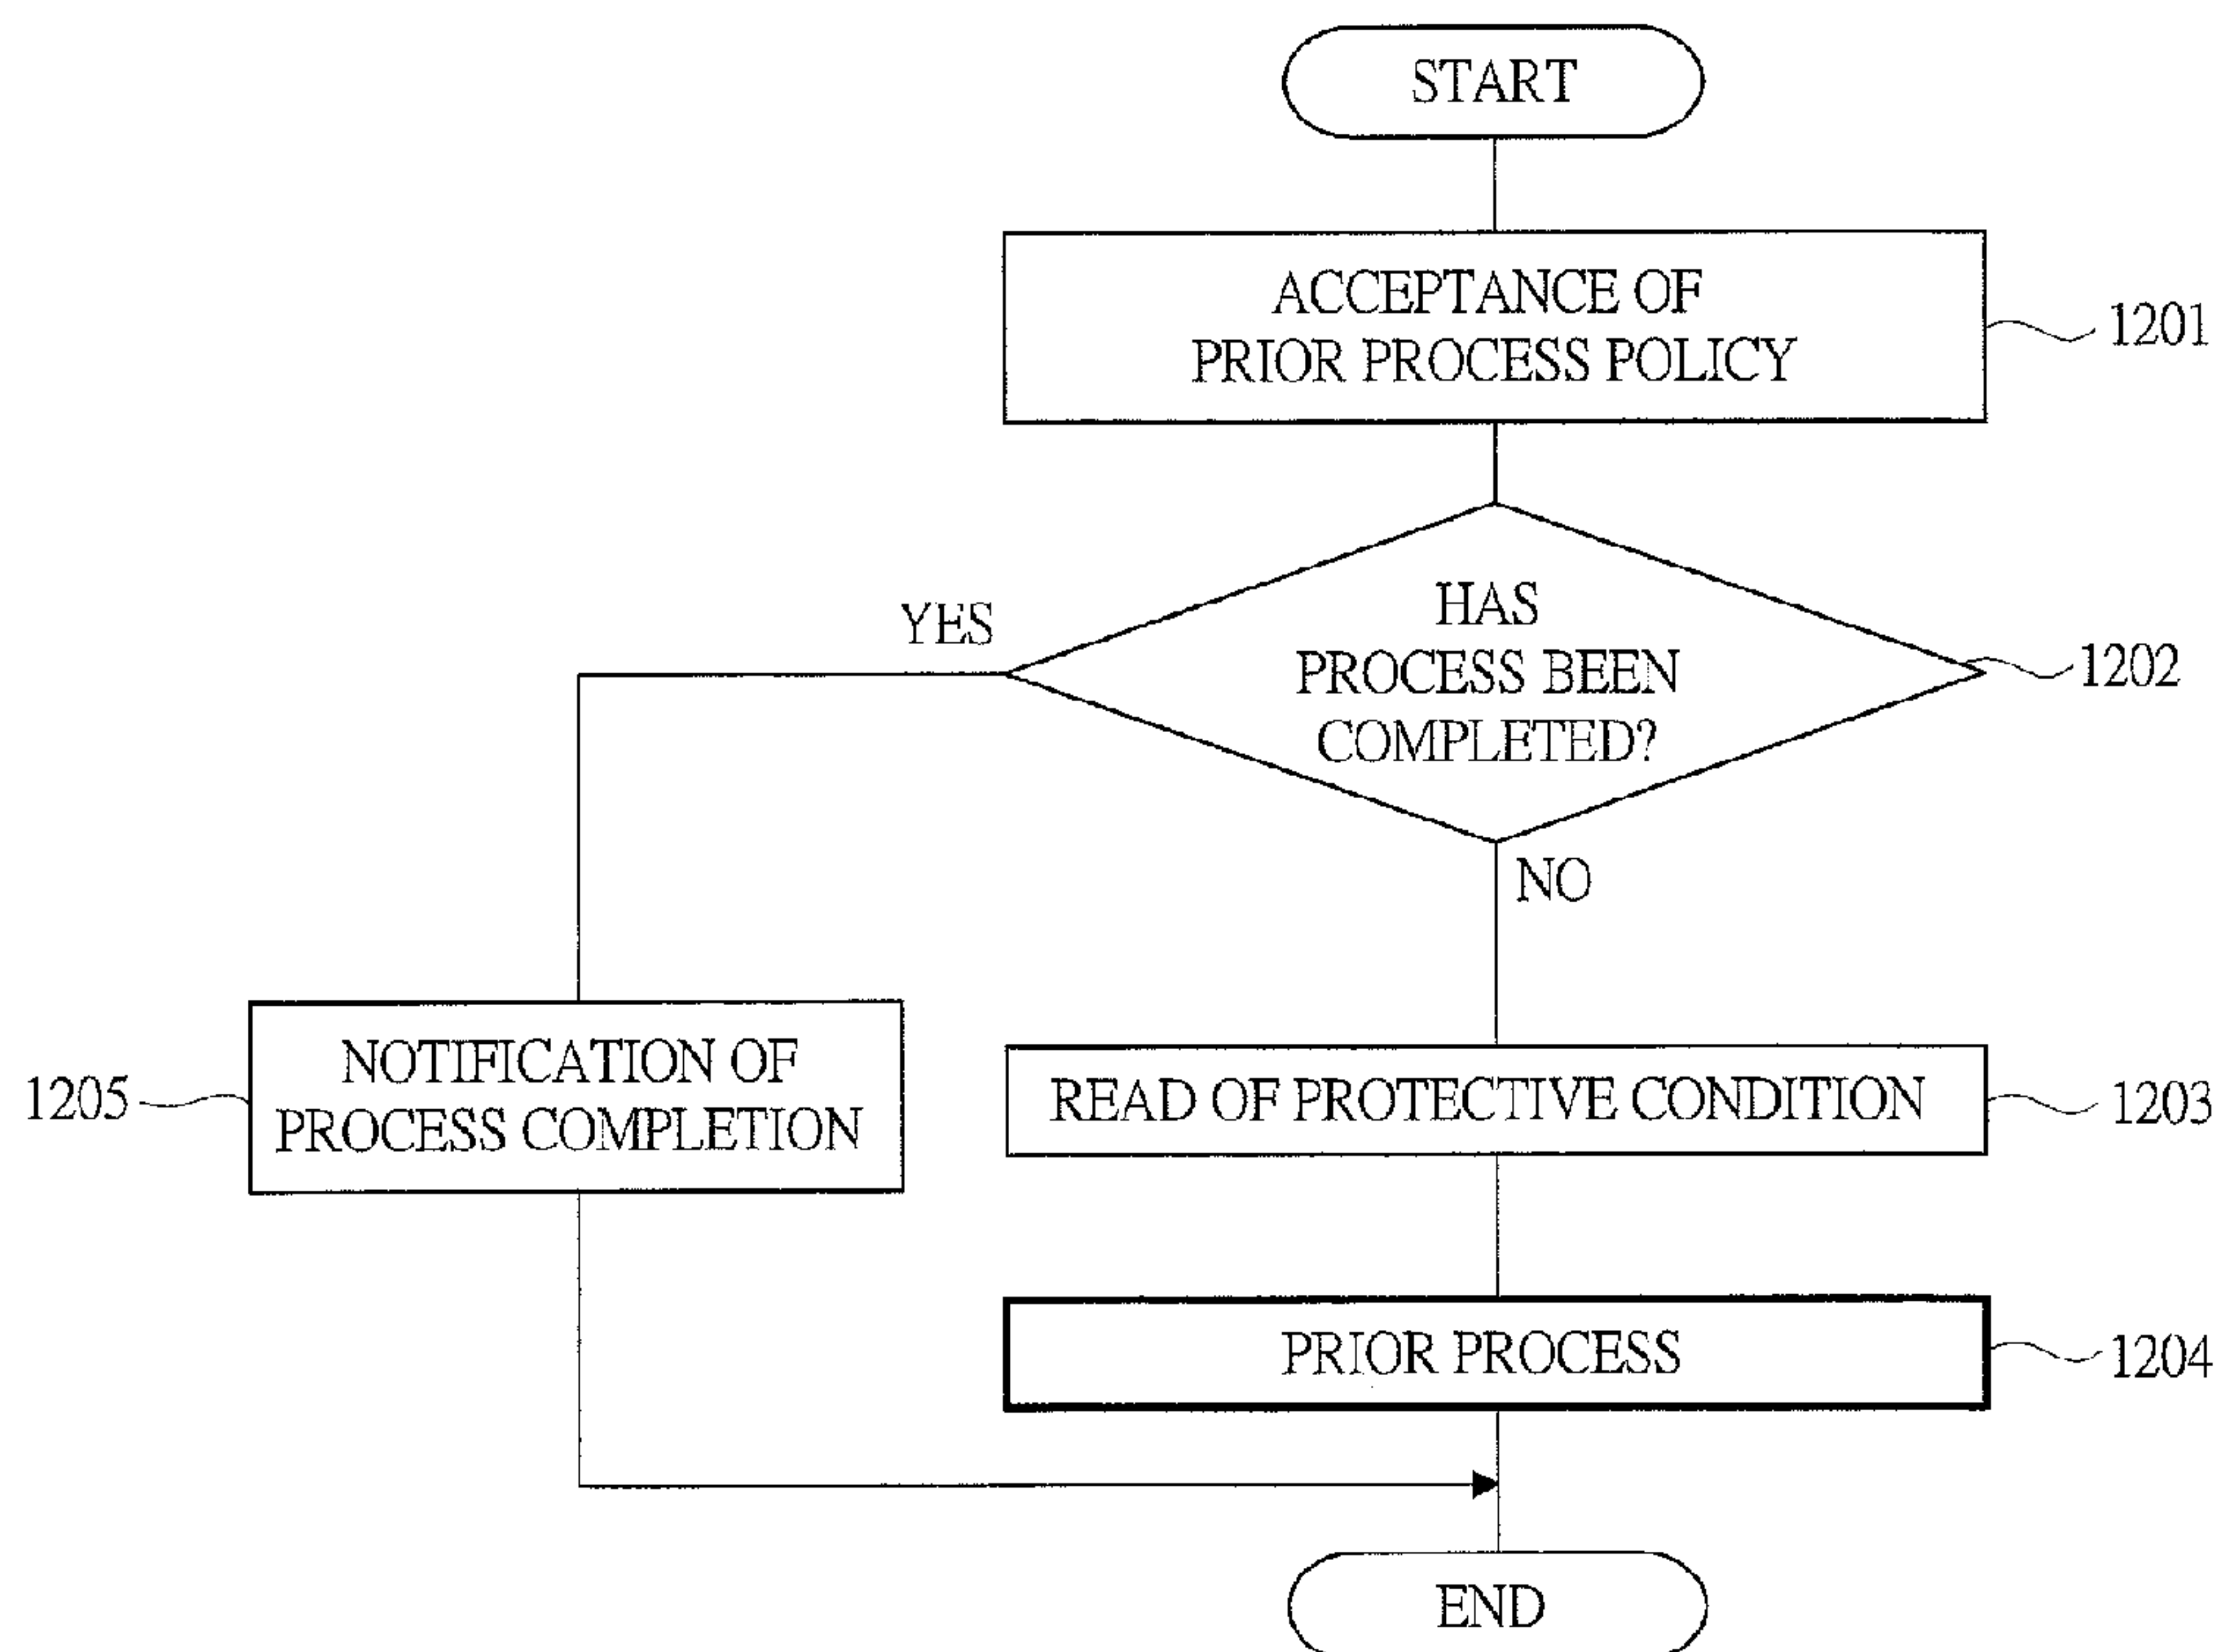 START
ACCEPTANCE OF
PRIOR PROCESS POLICY
1201
HAS
PROCESS BEEN
COMPLETED?
1202
YES
NO
NOTIFICATION OF
PROCESS COMPLETION
1205
READ OF PROTECTIVE CONDITION
1203
PRIOR PROCESS
1204
END